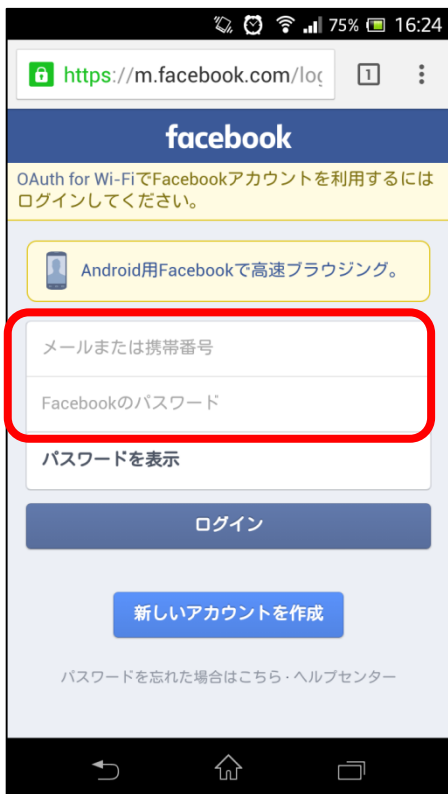 75% 16:24
https://m.facebook.com/log 1
facebook
OAuth for Wi-FiでFacebookアカウントを利用するには
ログインしてください。
Android用Facebookで高速ブラウジング。
メールまたは携帯番号
Facebookのパスワード
パスワードを表示
ログイン
新しいアカウントを作成
パスワードを忘れた場合はこちら · ヘルプセンター